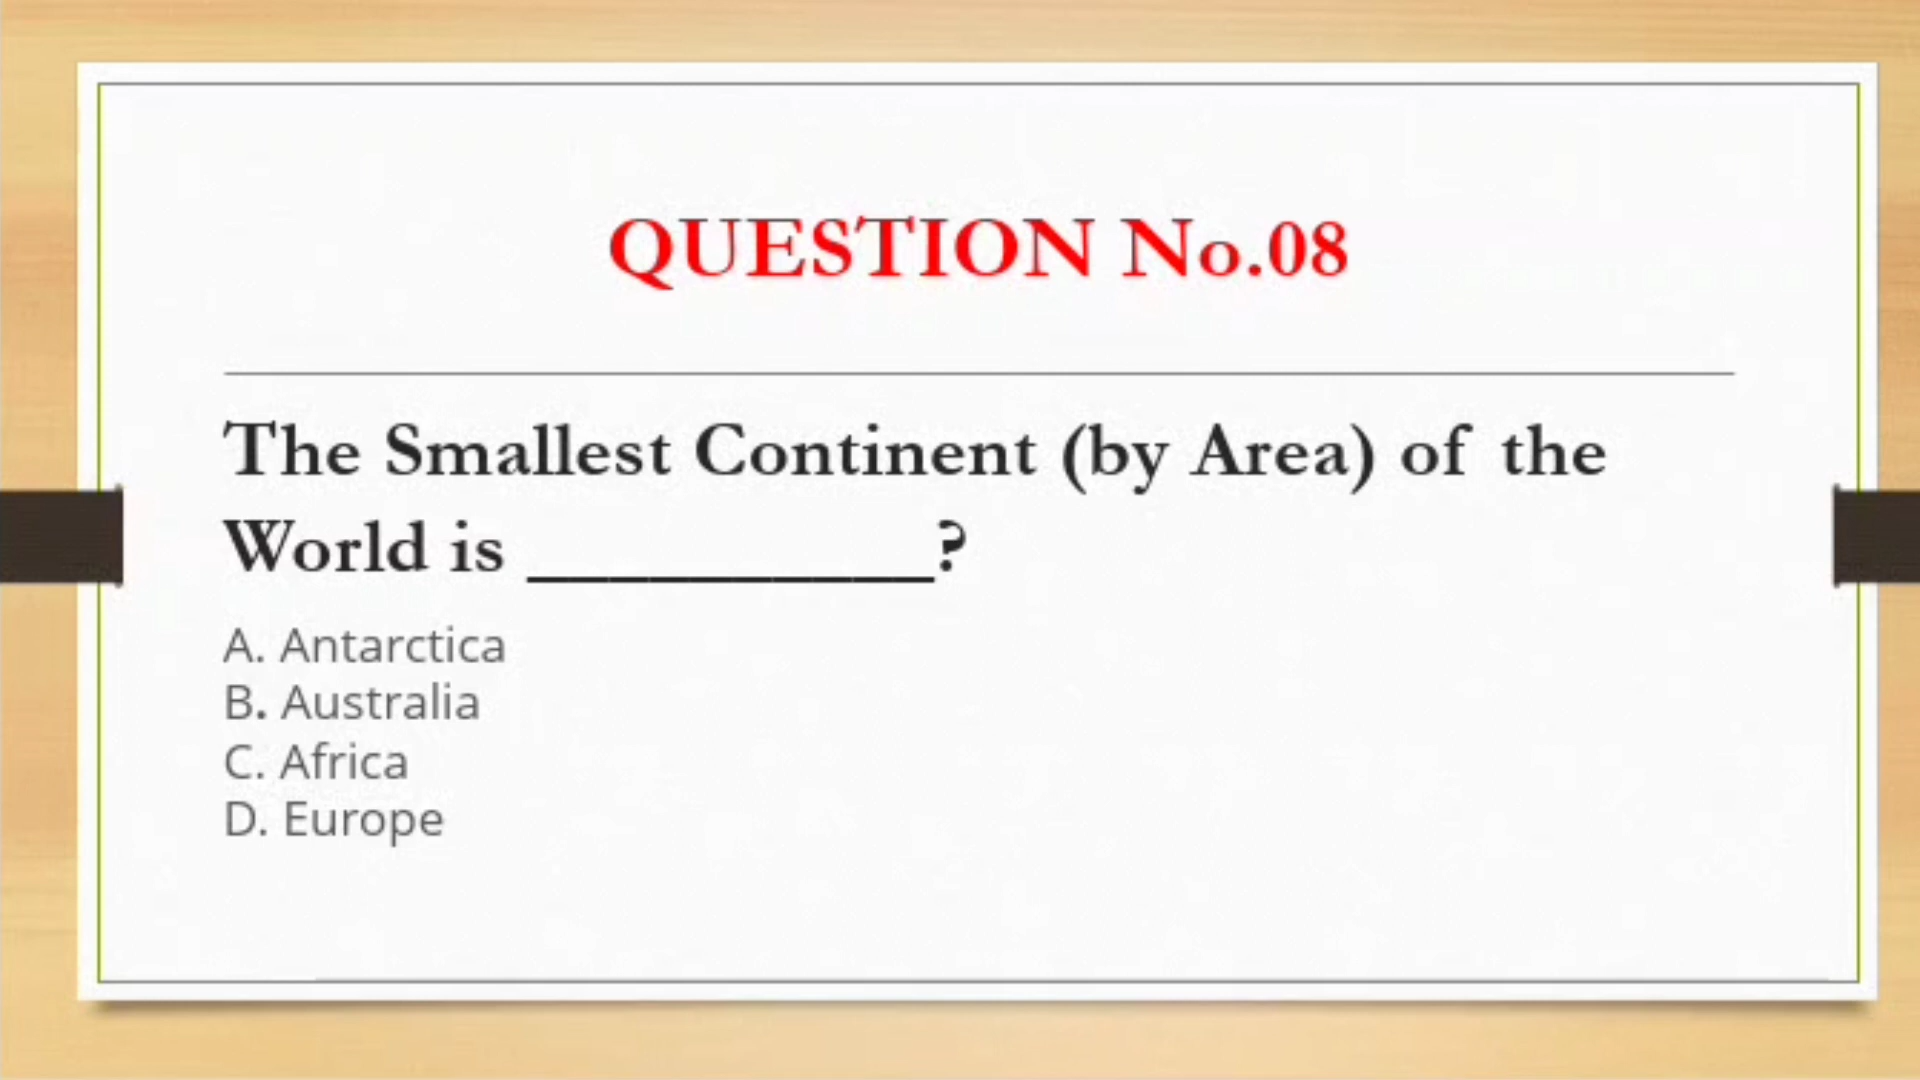 QUESTION No.08
The Smallest Continent (by Area) of the
World is __________?
A. Antarctica
B. Australia
C. Africa
D. Europe